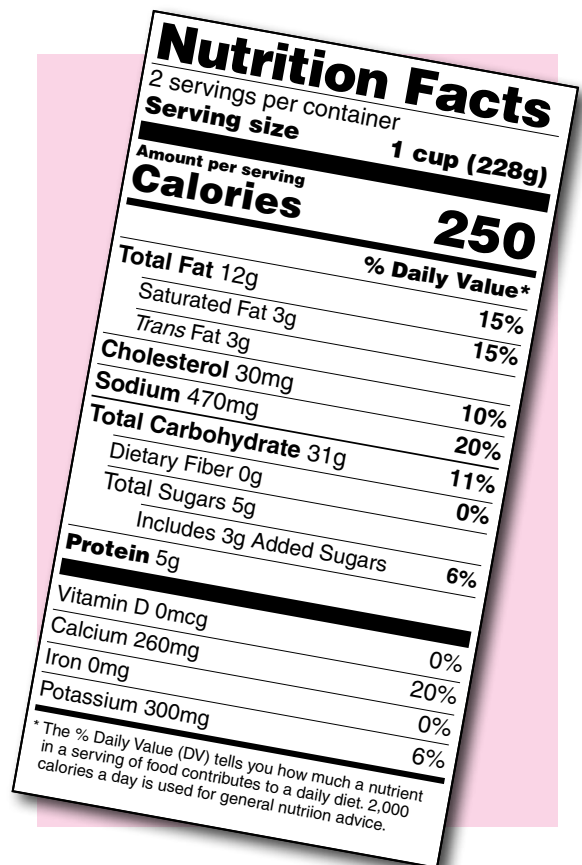 Nutrition Facts
2 servings per container
Serving size 1 cup (228g)
Amount per serving
Calories 250
% Daily Value*
Total Fat 12g 15%
Saturated Fat 3g 15%
Trans Fat 3g
Cholesterol 30mg 10%
Sodium 470mg 20%
Total Carbohydrate 31g 11%
Dietary Fiber 0g 0%
Total Sugars 5g
Includes 3g Added Sugars 6%
Protein 5g
Vitamin D 0mcg 0%
Calcium 260mg 20%
Iron 0mg 0%
Potassium 300mg 6%
* The % Daily Value (DV) tells you how much a nutrient
in a serving of food contributes to a daily diet. 2,000
calories a day is used for general nutriion advice.